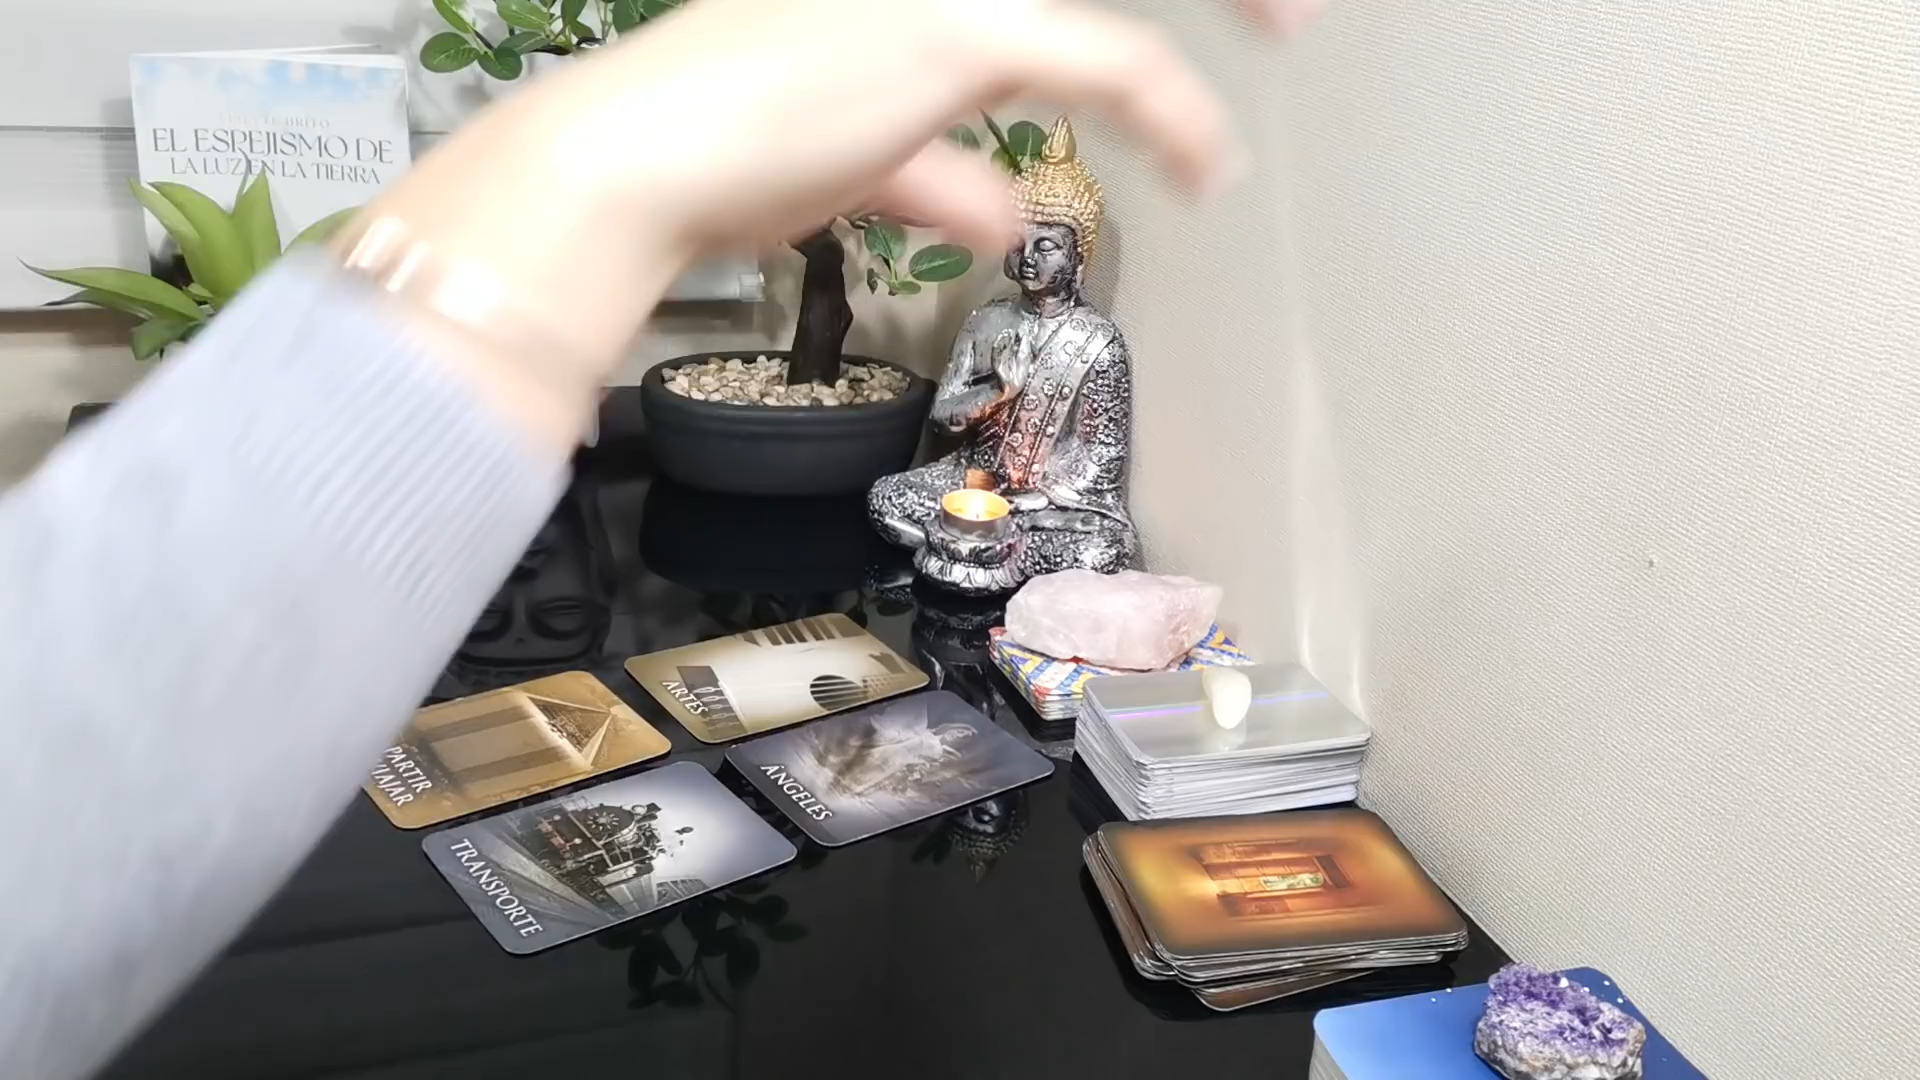 EL ESPEJISMO DE
LA LUZ EN LA TIERRA
ARTES
PARTIR
VIAJAR
ÁNGELES
TRANSPORTE